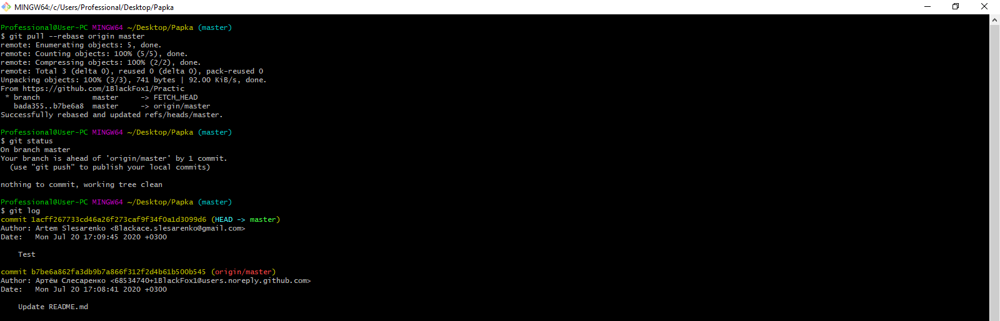 MINGW64:/c/Users/Professional/Desktop/Papka
Professional@User-PC MINGW64 ~/Desktop/Papka (master)
$ git pull --rebase origin master
remote: Enumerating objects: 5, done.
remote: Counting objects: 100% (5/5), done.
remote: Compressing objects: 100% (2/2), done.
remote: Total 3 (delta 0), reused 0 (delta 0), pack-reused 0
Unpacking objects: 100% (3/3), 741 bytes | 92.00 KiB/s, done.
From https://github.com/1BlackFox1/Practic
 * branch            master     -> FETCH_HEAD
   bada355..b7be6a8  master     -> origin/master
Successfully rebased and updated refs/heads/master.
Professional@User-PC MINGW64 ~/Desktop/Papka (master)
$ git status
On branch master
Your branch is ahead of 'origin/master' by 1 commit.
  (use "git push" to publish your local commits)
nothing to commit, working tree clean
Professional@User-PC MINGW64 ~/Desktop/Papka (master)
$ git log
commit 1acff267733cd46a26f273caf9f34f0a1d3099d6 (HEAD -> master)
Author: Artem Slesarenko <Blackace.slesarenko@gmail.com>
Date:   Mon Jul 20 17:09:45 2020 +0300
    Test
commit b7be6a862fa3db9b7a866f312f2d4b61b500b545 (origin/master)
Author: Артём Слесаренко <68534740+1BlackFox1@users.noreply.github.com>
Date:   Mon Jul 20 17:08:41 2020 +0300
    Update README.md